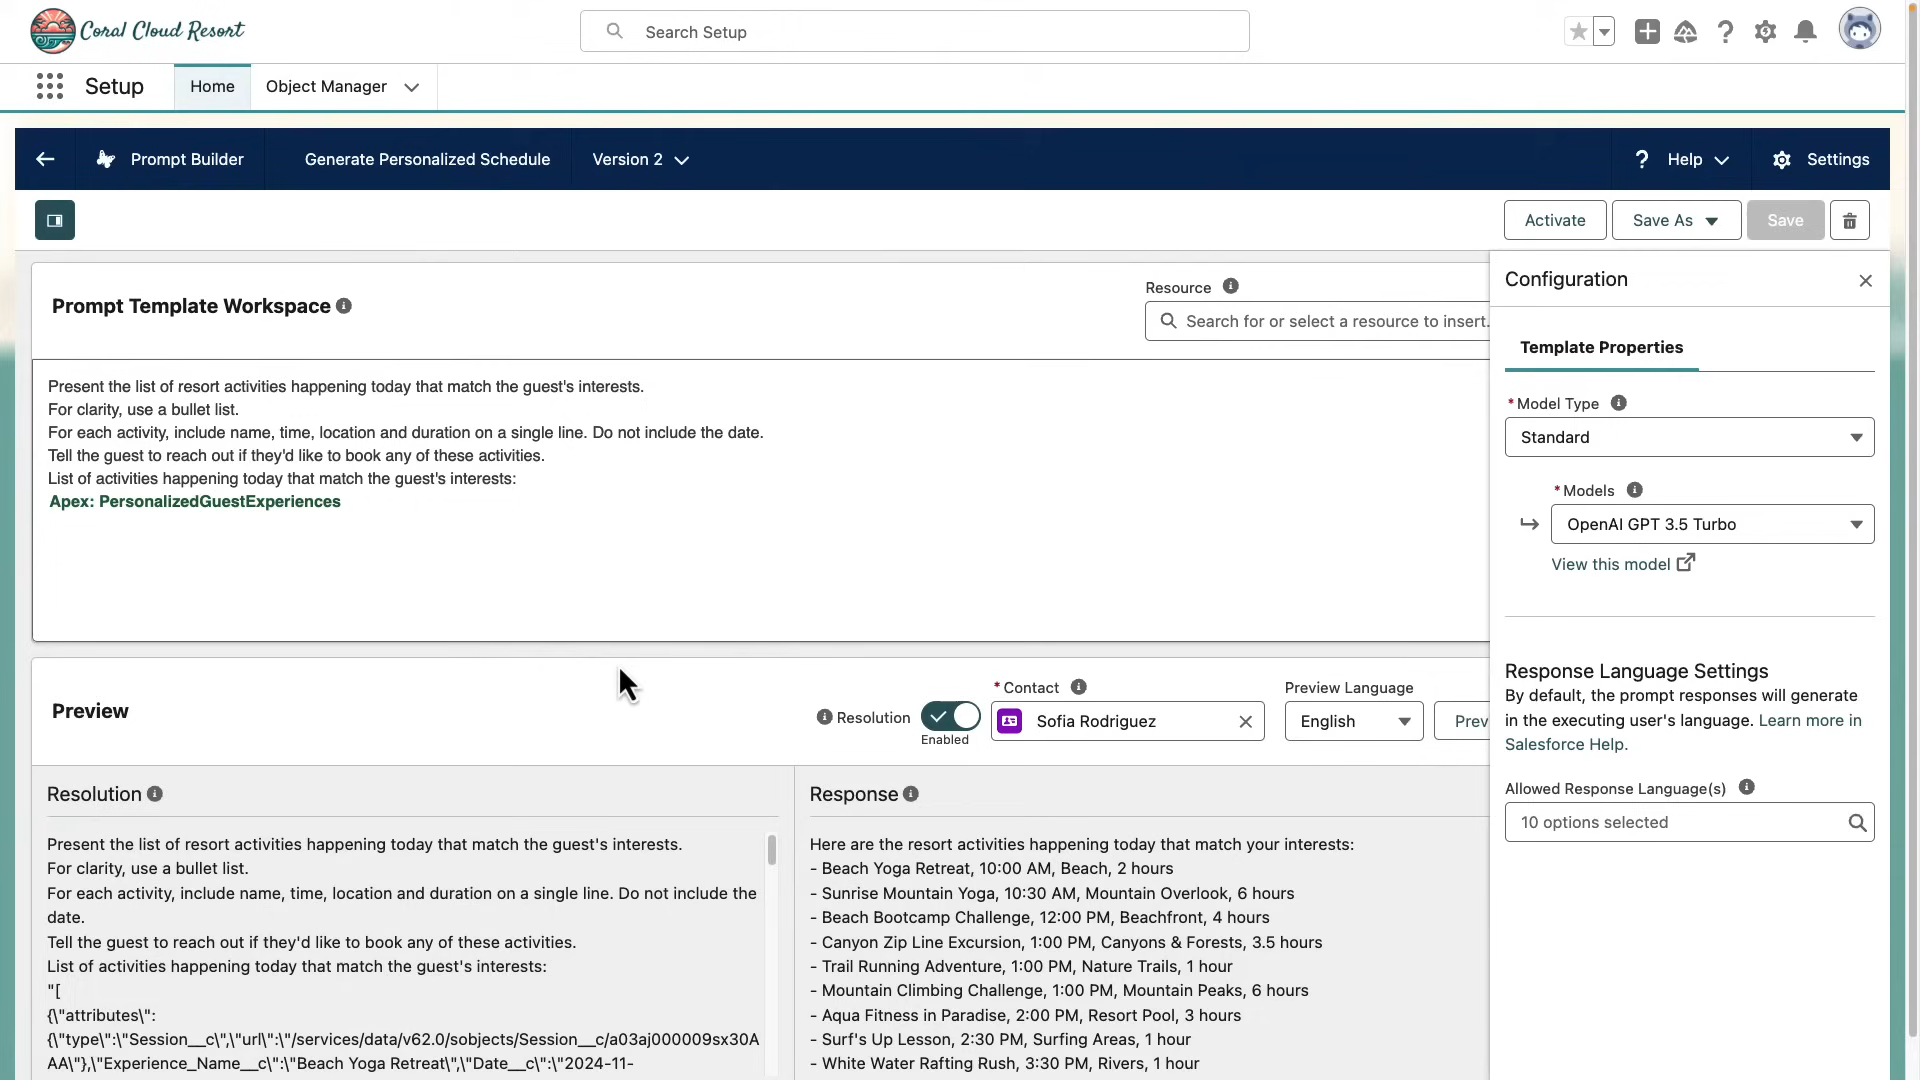 Coral Cloud Resort
Search Setup
Setup
Home
Object Manager
Prompt Builder
Generate Personalized Schedule
Version 2
Help
Settings
Activate
Save As
Save
Prompt Template Workspace
Resource
Search for or select a resource to insert.
Present the list of resort activities happening today that match the guest's interests.
For clarity, use a bullet list.
For each activity, include name, time, location and duration on a single line. Do not include the date.
Tell the guest to reach out if they'd like to book any of these activities.
List of activities happening today that match the guest's interests:
Apex: PersonalizedGuestExperiences
Configuration
Template Properties
*Model Type
Standard
*Models
OpenAI GPT 3.5 Turbo
View this model
Response Language Settings
By default, the prompt responses will generate
in the executing user's language. Learn more in
Salesforce Help.
Allowed Response Language(s)
10 options selected
Preview
Resolution
Enabled
*Contact
Sofia Rodriguez
Preview Language
English
Prev
Resolution
Present the list of resort activities happening today that match the guest's interests.
For clarity, use a bullet list.
For each activity, include name, time, location and duration on a single line. Do not include the
date.
Tell the guest to reach out if they'd like to book any of these activities.
List of activities happening today that match the guest's interests:
"[
{\"attributes\":
{\"type\":\"Session__c\",\"url\":\"/services/data/v62.0/sobjects/Session__c/a03aj000009sx30A
AA\"},\"Experience_Name__c\":\"Beach Yoga Retreat\",\"Date__c\":\"2024-11-
Response
Here are the resort activities happening today that match your interests:
- Beach Yoga Retreat, 10:00 AM, Beach, 2 hours
- Sunrise Mountain Yoga, 10:30 AM, Mountain Overlook, 6 hours
- Beach Bootcamp Challenge, 12:00 PM, Beachfront, 4 hours
- Canyon Zip Line Excursion, 1:00 PM, Canyons & Forests, 3.5 hours
- Trail Running Adventure, 1:00 PM, Nature Trails, 1 hour
- Mountain Climbing Challenge, 1:00 PM, Mountain Peaks, 6 hours
- Aqua Fitness in Paradise, 2:00 PM, Resort Pool, 3 hours
- Surf's Up Lesson, 2:30 PM, Surfing Areas, 1 hour
- White Water Rafting Rush, 3:30 PM, Rivers, 1 hour